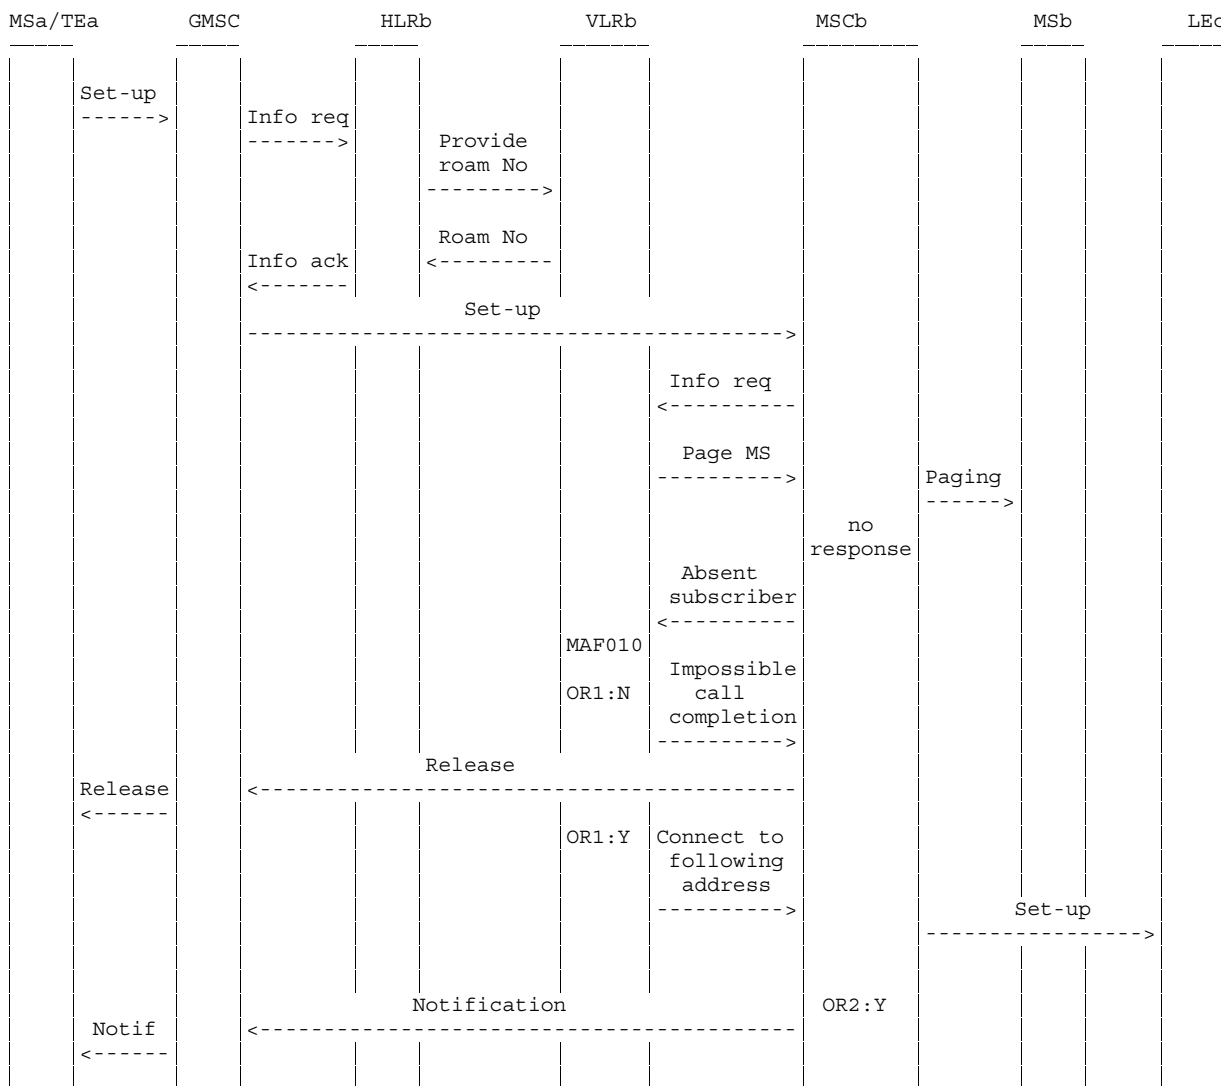 MSa/TEa GMSC HLRb VLRb MSCb MSb LEc
Set-up
------> Info req
-------> Provide
roam No
--------->
Roam No
Info ack <---------
<-------
Set-up
------------------------------------------>
Info req
<----------
Page MS
----------> Paging
------>
no
response
Absent
subscriber
<----------
MAF010
Impossible
OR1:N call
completion
---------->
Release
Release <------------------------------------------
<------
OR1:Y Connect to
following
address
----------> Set-up
----------------->
Notification OR2:Y
Notif <------------------------------------------
<------